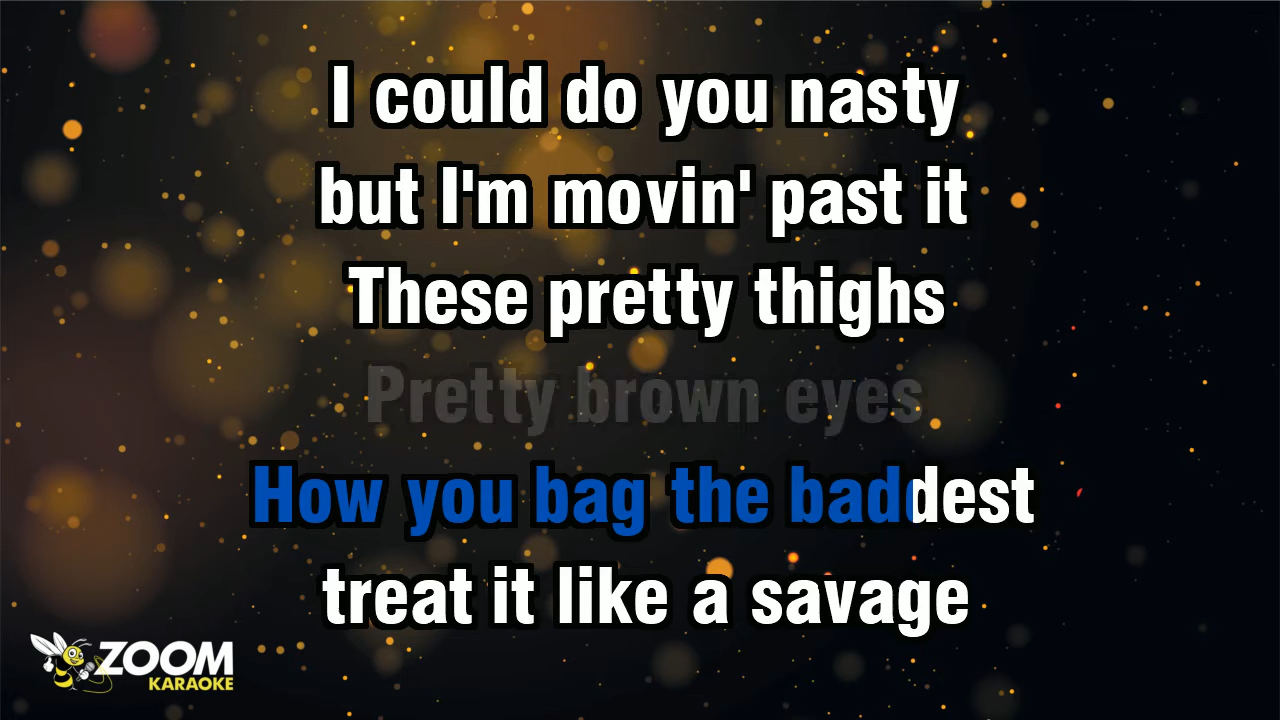 I could do you nasty
but I'm movin' past it
These pretty thighs
Pretty brown eyes
How you bag the baddest
treat it like a savage
ZOOM
KARAOKE